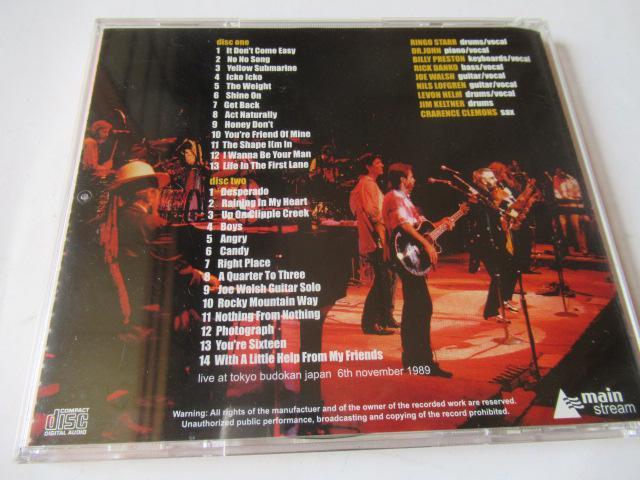 disc one
1 It Don't Come Easy
2 No No Song
3 Yellow Submarine
4 Icko Icko
5 The Weight
6 Shine On
7 Get Back
8 Act Naturally
9 Honey Don't
10 You're Friend Of Mine
11 The Shape I(m In
12 I Wanna Be Your Man
13 Life In The First Lane
disc two
1 Desperado
2 Raining In My Heart
3 Up On Clipple Creek
4 Boys
5 Angry
6 Candy
7 Right Place
8 A Quarter To Three
9 Joe Walsh Guitar Solo
10 Rocky Mountain Way
11 Nothing From Nothing
12 Photograph
13 You're Sixteen
14 With A Little Help From My Friends
live at tokyo budokan japan 6th november 1989
RINGO STARR drums/vocal
DR.JOHN piano/vocal
BILLY PRESTON keyboards/vocal
RICK DANKO bass/vocal
JOE WALSH guitar/vocal
NILS LOFGREN guitar/vocal
LEVON HELM drums/vocal
JIM KELTNER drums
CRARENCE CLEMONS sax
COMPACT
disc
DIGITAL AUDIO
Warning: All rights of the manufactuer and of the owner of the recorded work are reserved.
Unauthorized public performance, broadcasting and copying of the record prohibited.
main
stream